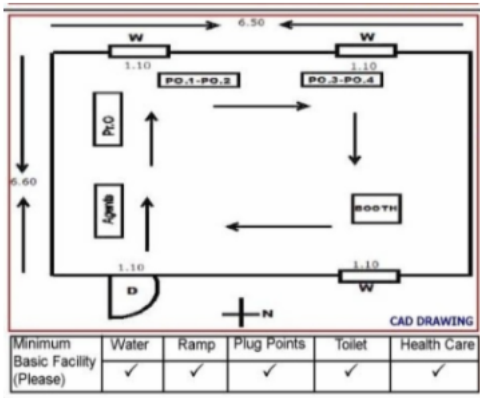 6.50
W W
1.10 1.10
PO.1-PO.2 PO.3-PO.4
Pr.O
6.60
Agents
BOOTH
1.10 1.10
D W
N
CAD DRAWING
Minimum Basic Facility (Please) Water Ramp Plug Points Toilet Health Care
✓ ✓ ✓ ✓ ✓